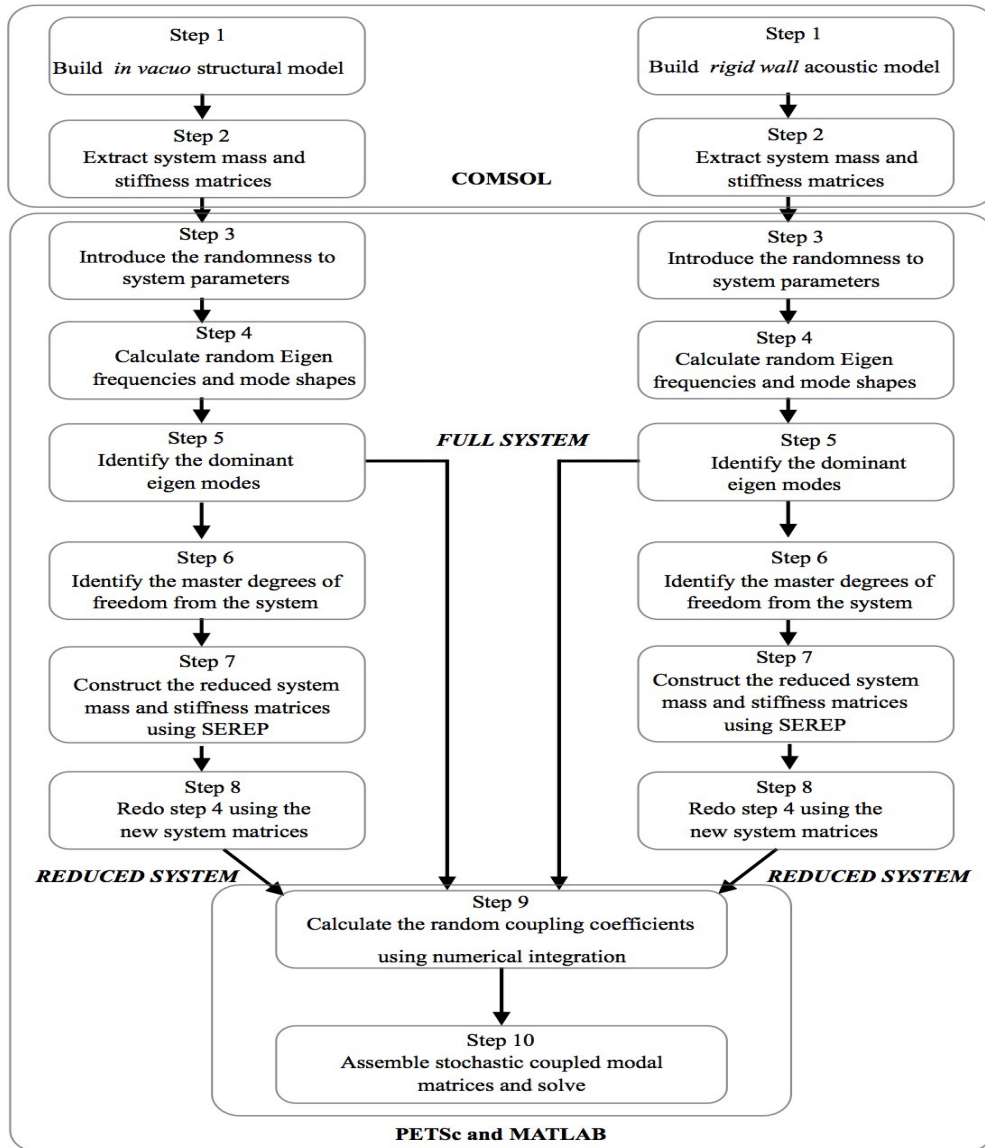 Step 1
Build in vacuo structural model
Step 2
Extract system mass and
stiffness matrices
Step 1
Build rigid wall acoustic model
Step 2
Extract system mass and
stiffness matrices
COMSOL
Step 3
Introduce the randomness to
system parameters
Step 4
Calculate random Eigen
frequencies and mode shapes
Step 5
Identify the dominant
eigen modes
Step 6
Identify the master degrees of
freedom from the system
Step 7
Construct the reduced system
mass and stiffness matrices
using SEREP
Step 8
Redo step 4 using the
new system matrices
REDUCED SYSTEM
FULL SYSTEM
Step 3
Introduce the randomness to
system parameters
Step 4
Calculate random Eigen
frequencies and mode shapes
Step 5
Identify the dominant
eigen modes
Step 6
Identify the master degrees of
freedom from the system
Step 7
Construct the reduced system
mass and stiffness matrices
using SEREP
Step 8
Redo step 4 using the
new system matrices
REDUCED SYSTEM
Step 9
Calculate the random coupling coefficients
using numerical integration
Step 10
Assemble stochastic coupled modal
matrices and solve
PETSc and MATLAB